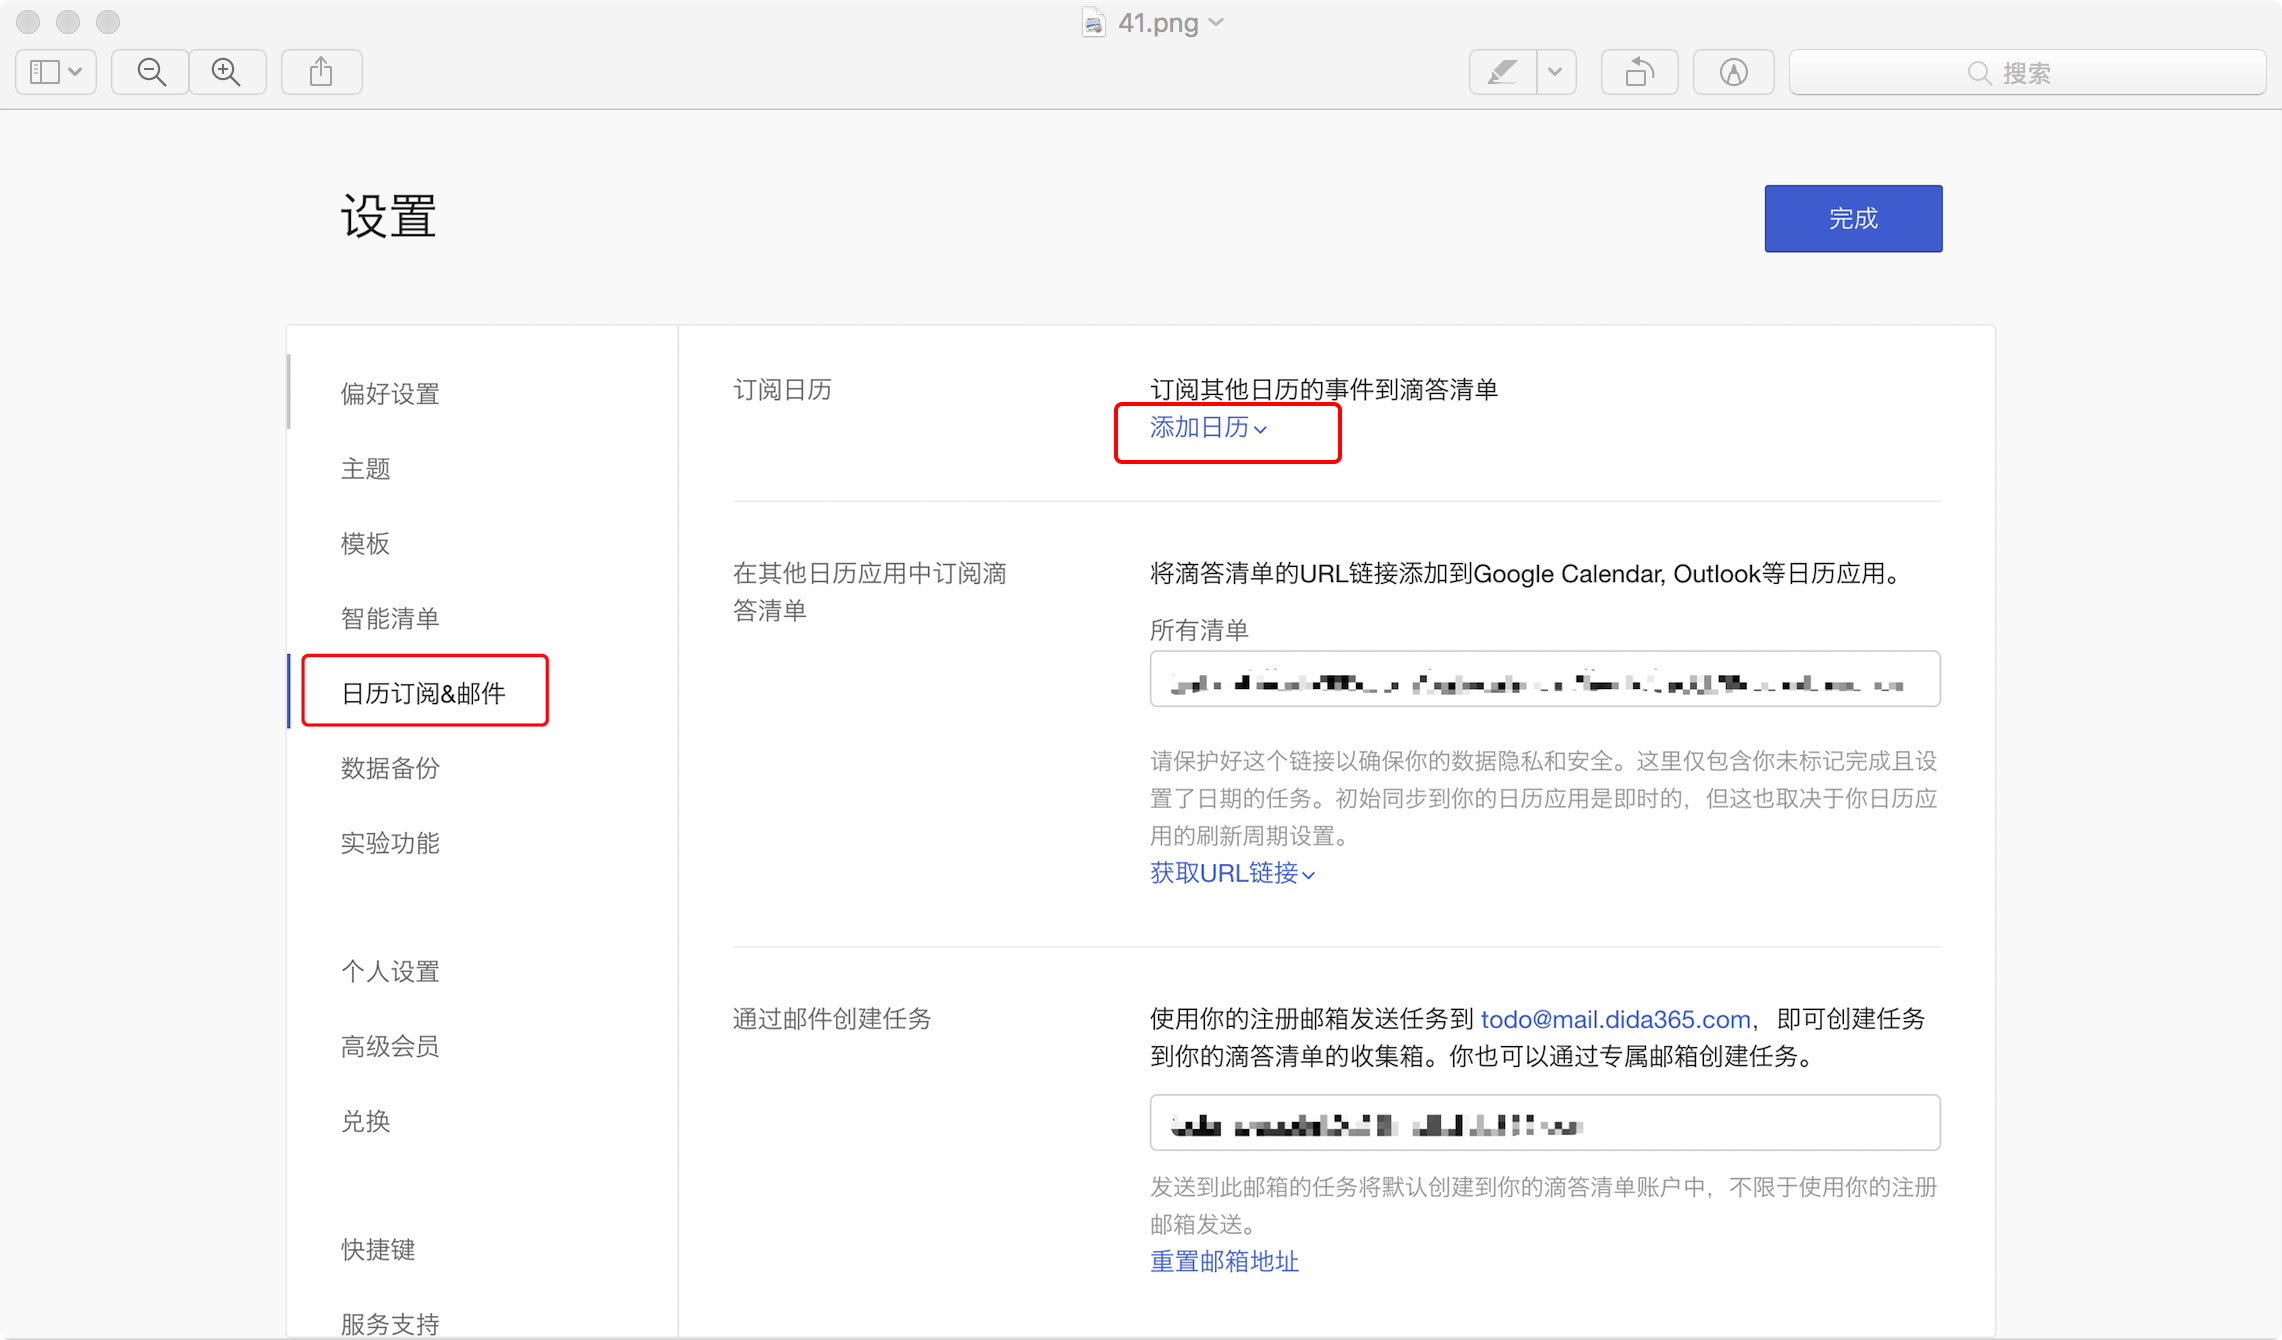 41.png
搜索
设置
完成
偏好设置
主题
模板
智能清单
日历订阅&邮件
数据备份
实验功能
个人设置
高级会员
兑换
快捷键
服务支持
订阅日历
订阅其他日历的事件到滴答清单
添加日历
在其他日历应用中订阅滴
答清单
将滴答清单的URL链接添加到Google Calendar, Outlook等日历应用。
所有清单
请保护好这个链接以确保你的数据隐私和安全。这里仅包含你未标记完成且设
置了日期的任务。初始同步到你的日历应用是即时的，但这也取决于你日历应
用的刷新周期设置。
获取URL链接
通过邮件创建任务
使用你的注册邮箱发送任务到 todo@mail.dida365.com，即可创建任务
到你的滴答清单的收集箱。你也可以通过专属邮箱创建任务。
发送到此邮箱的任务将默认创建到你的滴答清单账户中，不限于使用你的注册
邮箱发送。
重置邮箱地址